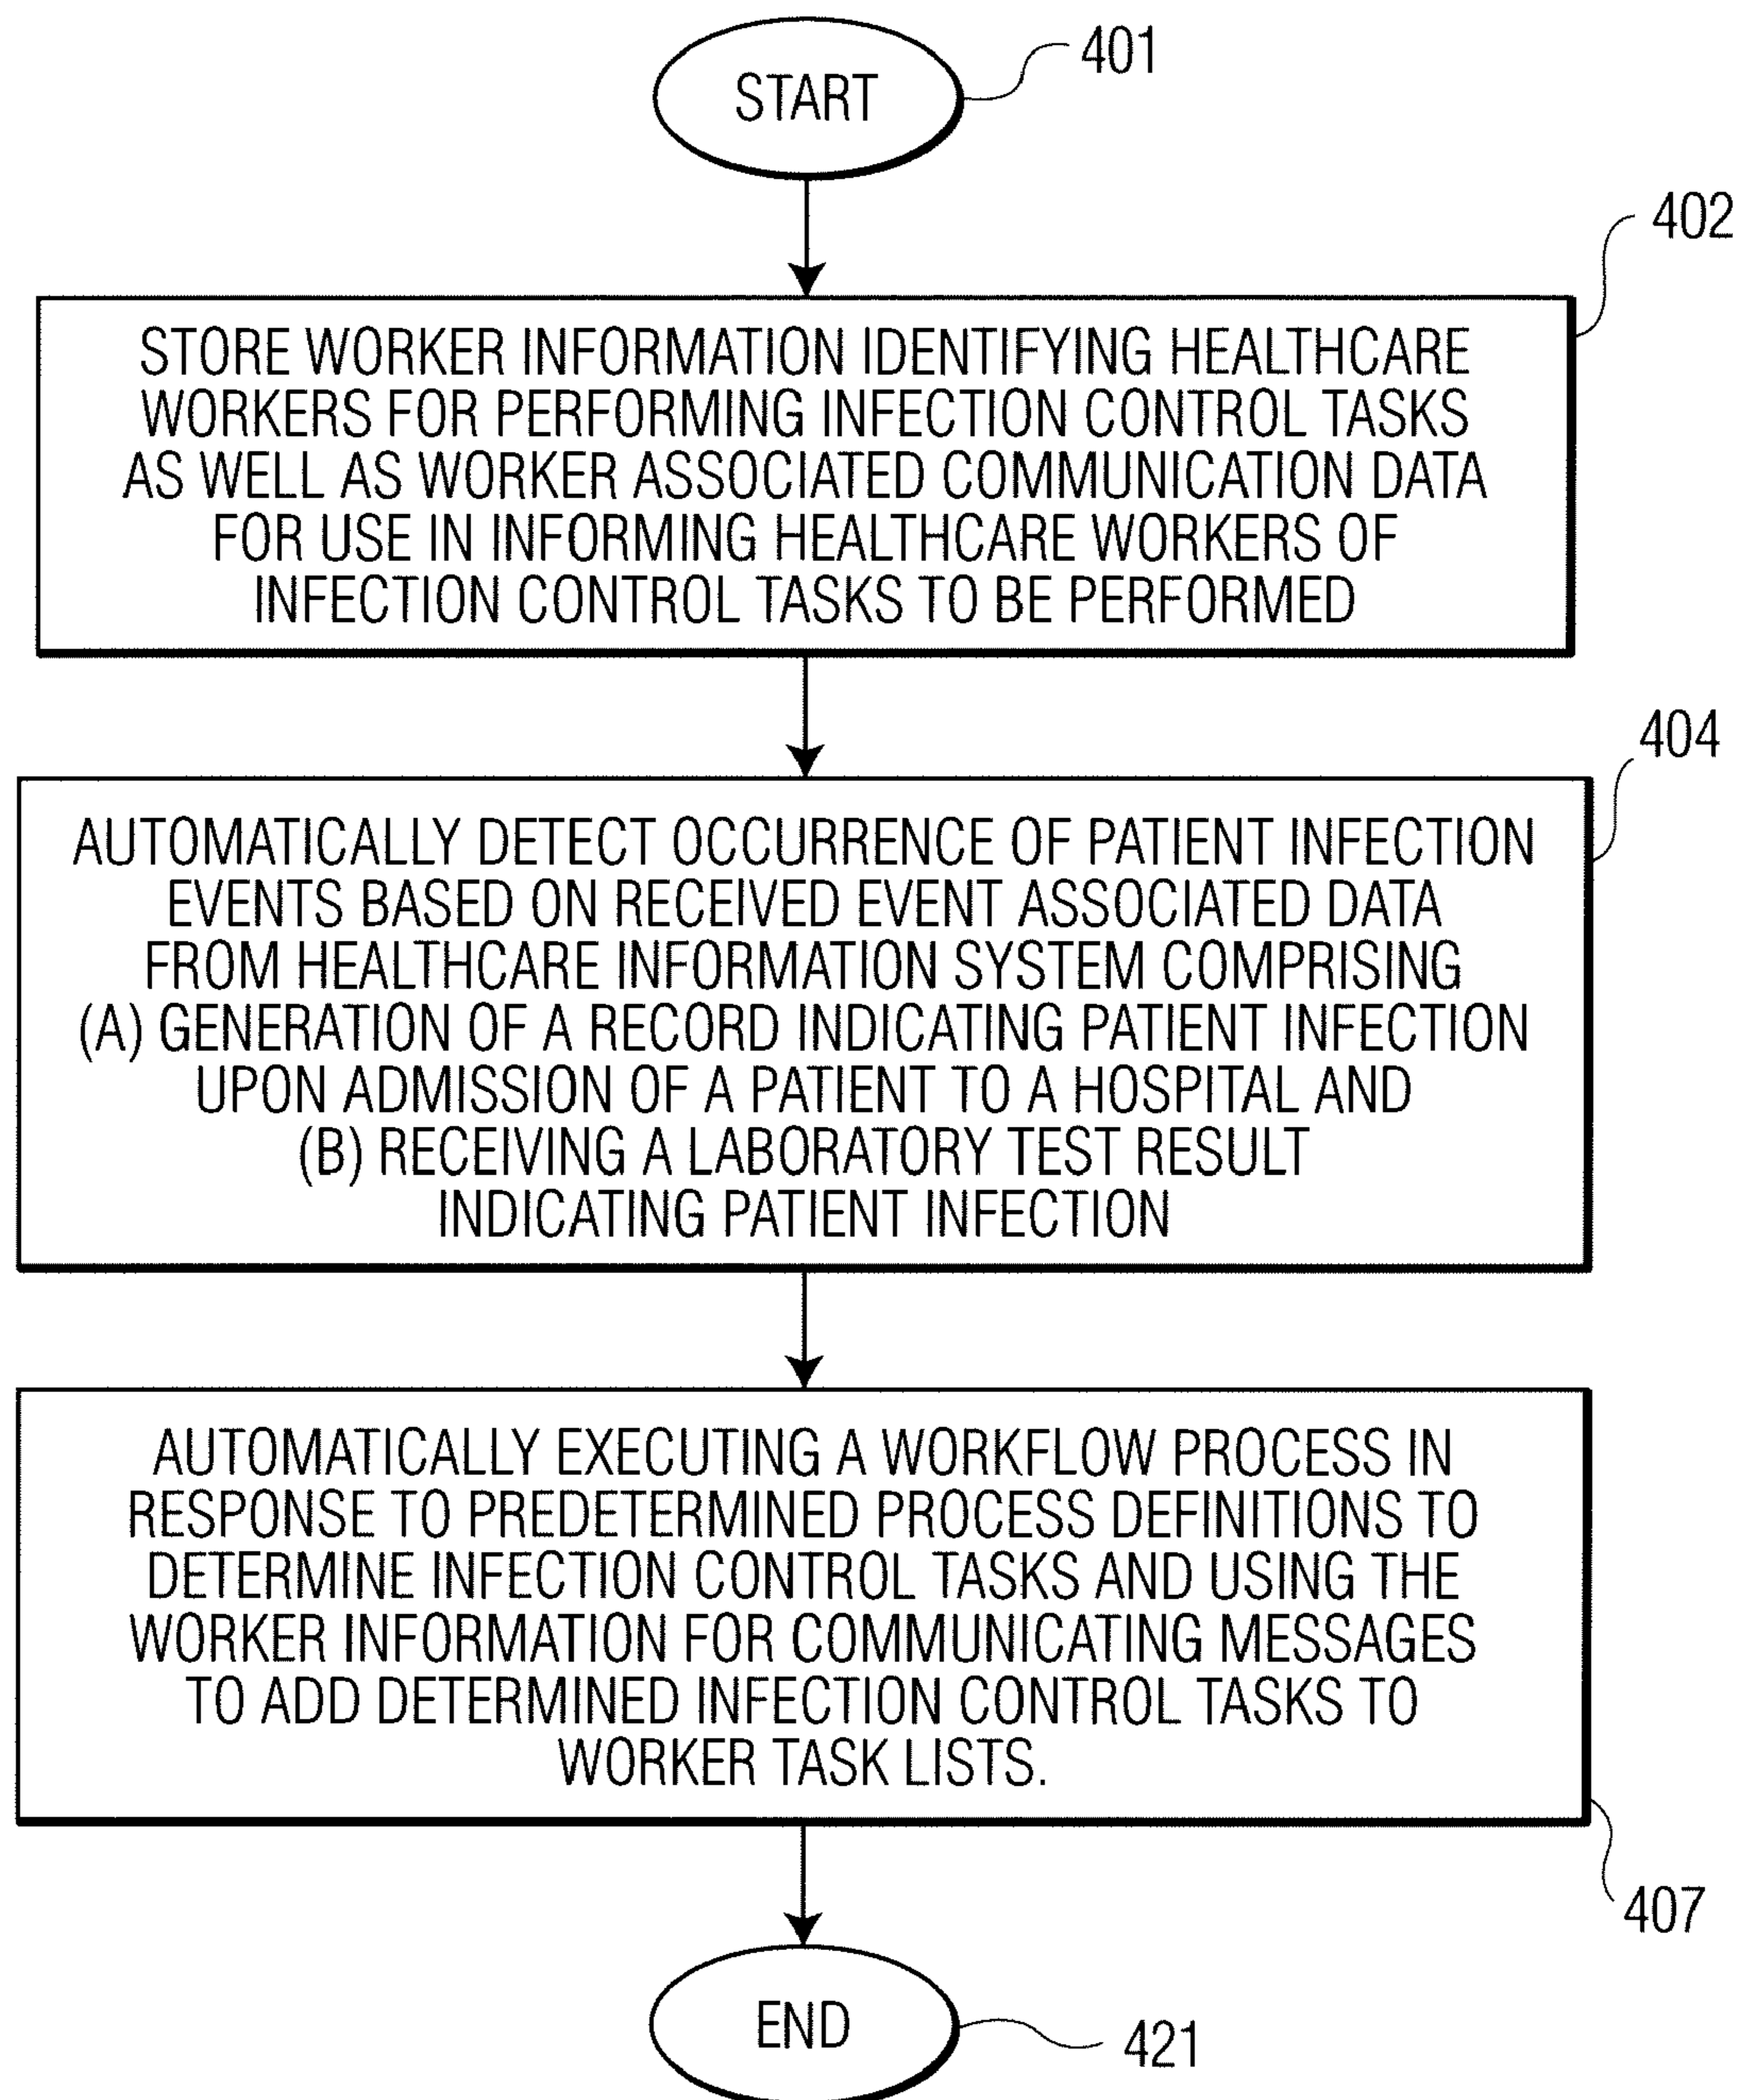 START
401
402
STORE WORKER INFORMATION IDENTIFYING HEALTHCARE
WORKERS FOR PERFORMING INFECTION CONTROL TASKS
AS WELL AS WORKER ASSOCIATED COMMUNICATION DATA
FOR USE IN INFORMING HEALTHCARE WORKERS OF
INFECTION CONTROL TASKS TO BE PERFORMED
404
AUTOMATICALLY DETECT OCCURRENCE OF PATIENT INFECTION
EVENTS BASED ON RECEIVED EVENT ASSOCIATED DATA
FROM HEALTHCARE INFORMATION SYSTEM COMPRISING
(A) GENERATION OF A RECORD INDICATING PATIENT INFECTION
UPON ADMISSION OF A PATIENT TO A HOSPITAL AND
(B) RECEIVING A LABORATORY TEST RESULT
INDICATING PATIENT INFECTION
AUTOMATICALLY EXECUTING A WORKFLOW PROCESS IN
RESPONSE TO PREDETERMINED PROCESS DEFINITIONS TO
DETERMINE INFECTION CONTROL TASKS AND USING THE
WORKER INFORMATION FOR COMMUNICATING MESSAGES
TO ADD DETERMINED INFECTION CONTROL TASKS TO
WORKER TASK LISTS.
407
END
421